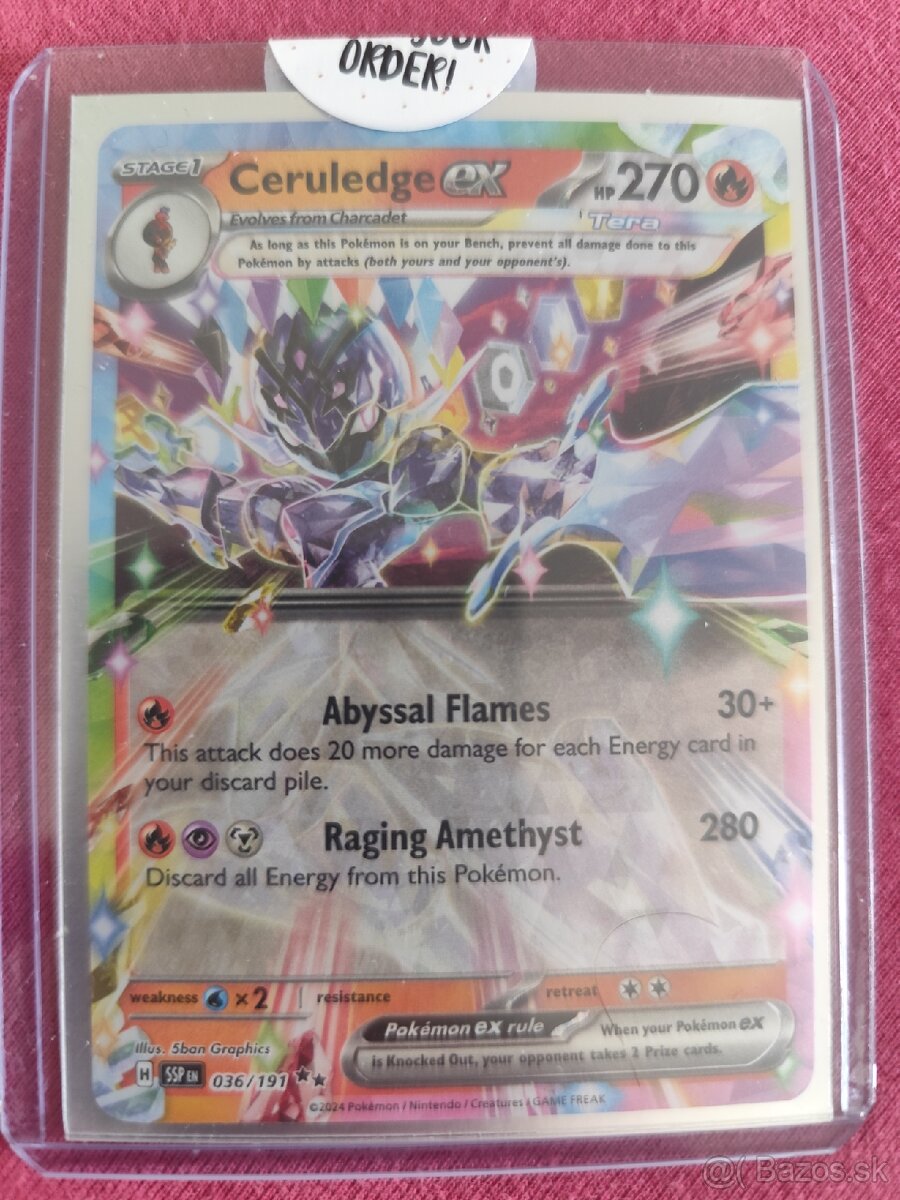 YOUR
ORDER!
STAGE1 Ceruledge ex HP 270
Evolves from Charcadet Tera
As long as this Pokémon is on your Bench, prevent all damage done to this
Pokémon by attacks (both yours and your opponent's).
Abyssal Flames 30+
This attack does 20 more damage for each Energy card in
your discard pile.
Raging Amethyst 280
Discard all Energy from this Pokémon.
weakness ×2 resistance retreat
Pokémon ex rule When your Pokémon ex
is Knocked Out, your opponent takes 2 Prize cards.
Illus. 5ban Graphics
H SSP EN 036/191 ★★
©2024 Pokémon / Nintendo / Creatures / GAME FREAK
@( Bazos.sk